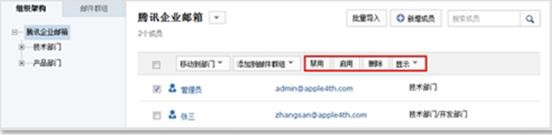 组织架构 邮件群组
腾讯企业邮箱
技术部门
产品部门
腾讯企业邮箱 批量导入 新增成员 搜索成员
2个成员
移动到部门 添加到邮件群组 禁用 启用 删除 显示
管理员 admin@apple4th.com 技术部门
张三 zhangsan@apple4th.com 技术部门/开发部门